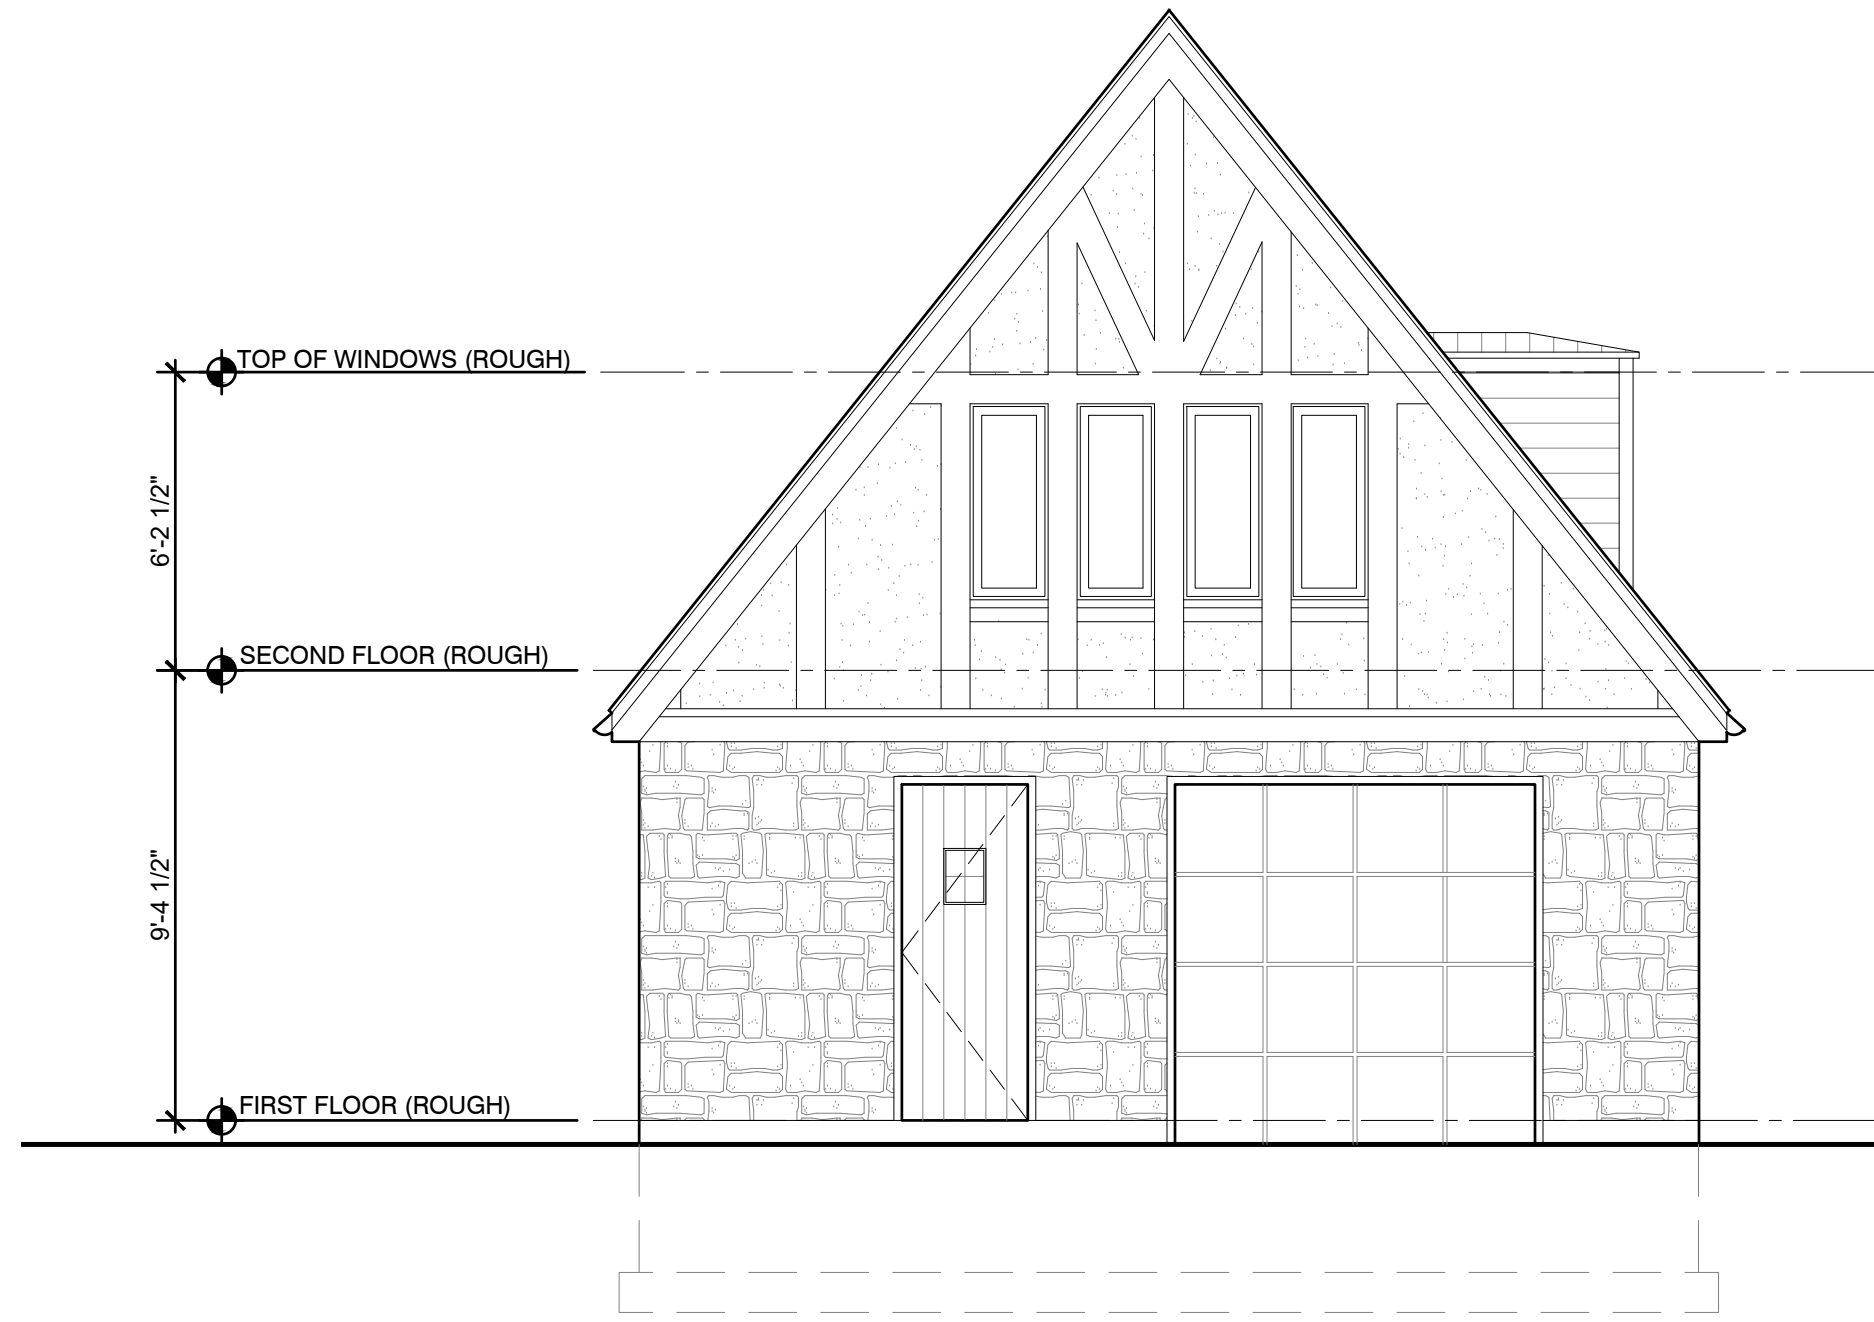 TOP OF WINDOWS (ROUGH)
6'-2 1/2"
SECOND FLOOR (ROUGH)
9'-4 1/2"
FIRST FLOOR (ROUGH)